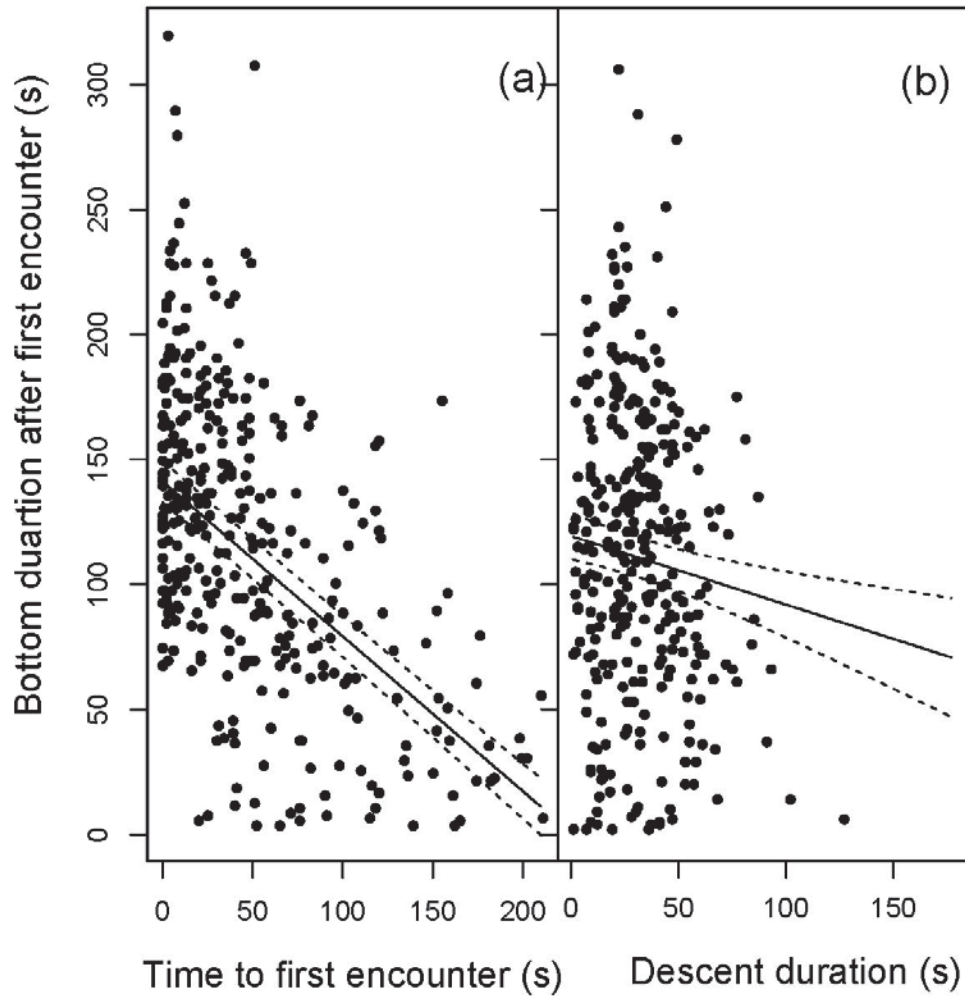 Bottom duartion after first encounter (s)
300
250
200
150
100
50
0
(a)
(b)
0 50 100 150 200
0 50 100 150
Time to first encounter (s)
Descent duration (s)